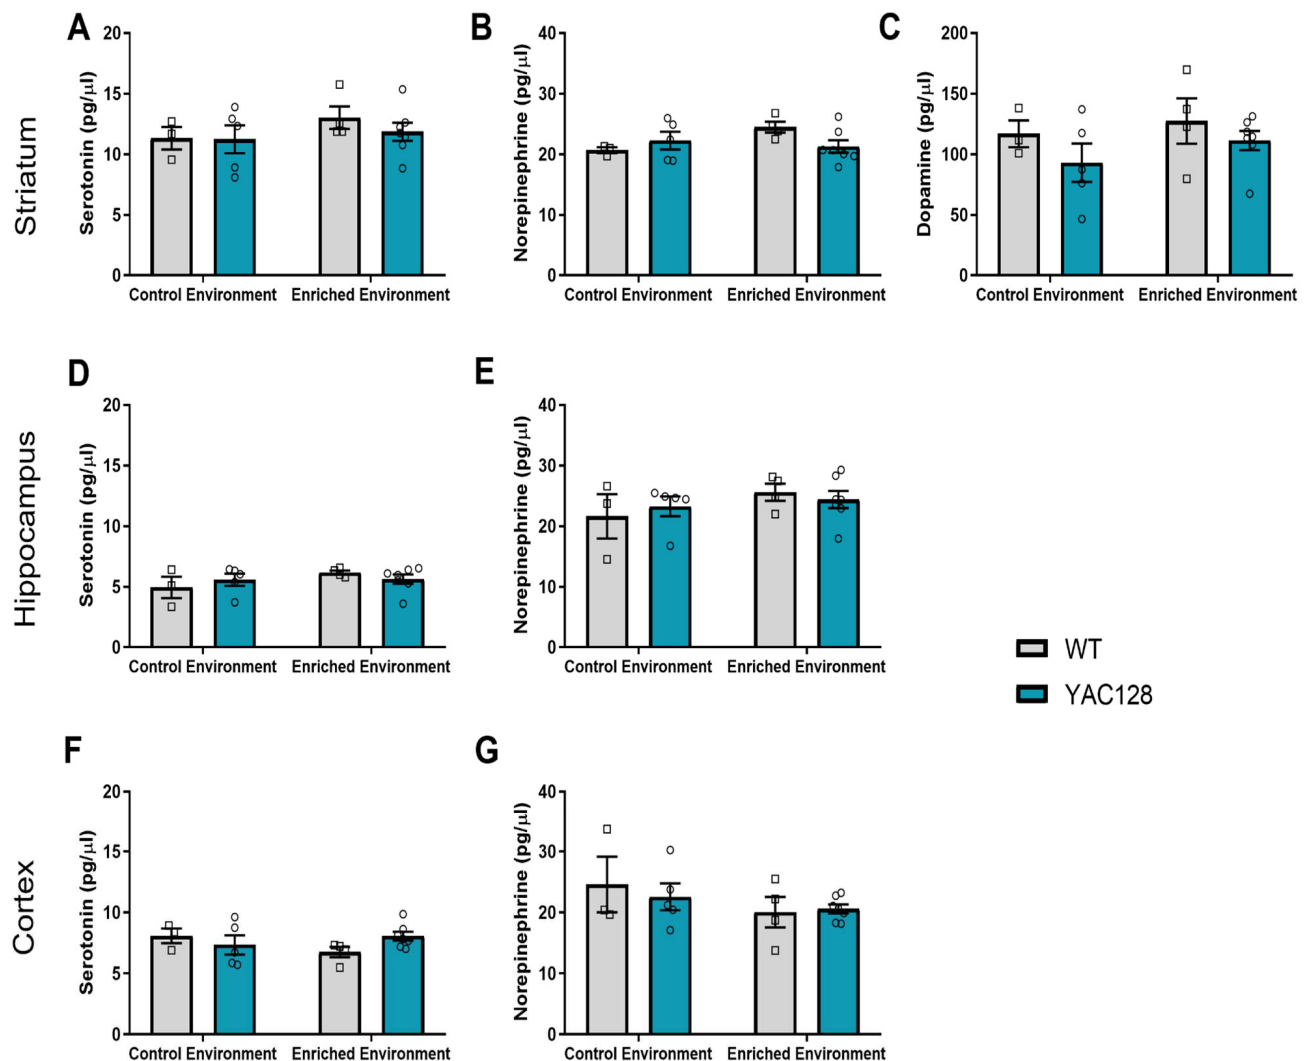 A
B
C
Striatum
Serotonin (pg/μl)
20
15
10
5
0
Control Environment
Enriched Environment
Norepinephrine (pg/μl)
40
30
20
10
0
Control Environment
Enriched Environment
Dopamine (pg/μl)
200
150
100
50
0
Control Environment
Enriched Environment
D
E
Hippocampus
Serotonin (pg/μl)
20
15
10
5
0
Control Environment
Enriched Environment
Norepinephrine (pg/μl)
40
30
20
10
0
Control Environment
Enriched Environment
WT
YAC128
F
G
Cortex
Serotonin (pg/μl)
20
15
10
5
0
Control Environment
Enriched Environment
Norepinephrine (pg/μl)
40
30
20
10
0
Control Environment
Enriched Environment